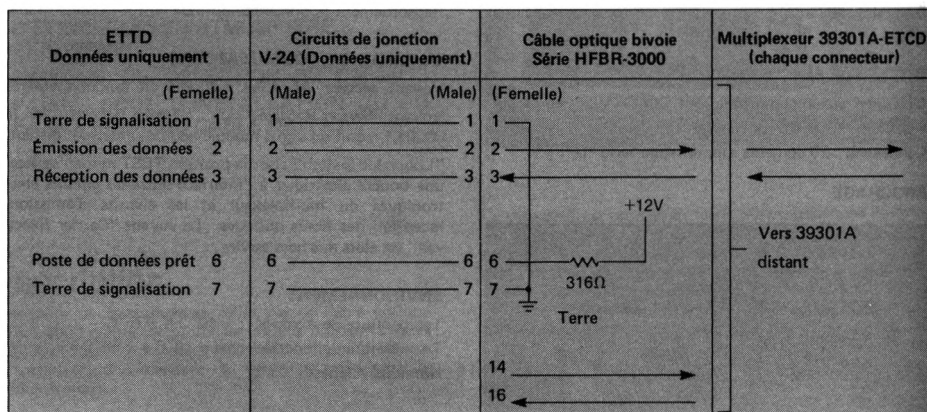 ETTD
Données uniquement
Circuits de jonction
V-24 (Données uniquement)
Câble optique bivoie
Série HFBR-3000
Multiplexeur 39301A-ETCD
(chaque connecteur)
(Femelle) (Male) (Male) (Femelle)
Terre de signalisation 1 1 1 1
Émission des données 2 2 2 2
Réception des données 3 3 3 3
+12V
Poste de données prêt 6 6 6 6
316Ω
Terre de signalisation 7 7 7 7
Terre
Vers 39301A
distant
14
16